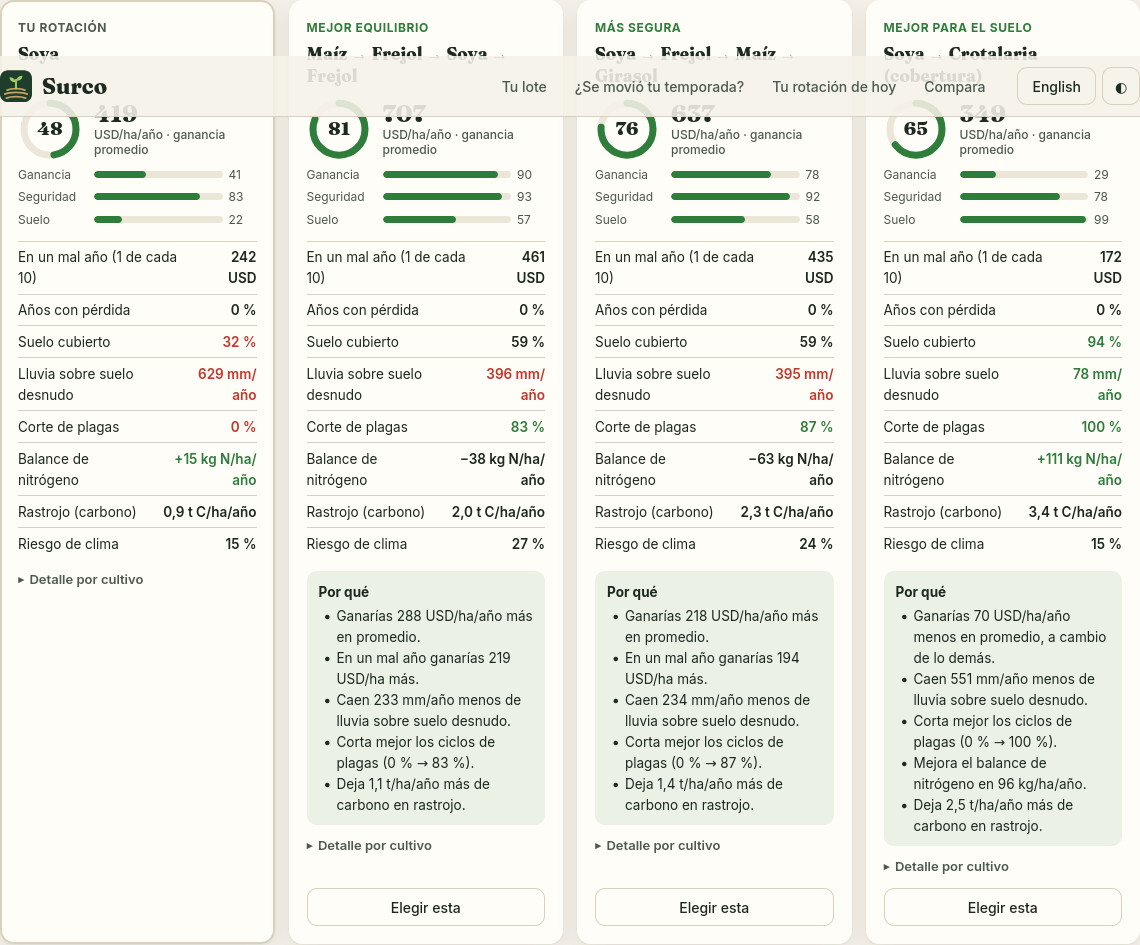 TU ROTACIÓN
Soya
48
419
USD/ha/año · ganancia
promedio
Ganancia 41
Seguridad 83
Suelo 22
En un mal año (1 de cada
10)
242
USD
Años con pérdida 0 %
Suelo cubierto 32 %
Lluvia sobre suelo
desnudo
629 mm/
año
Corte de plagas 0 %
Balance de
nitrógeno
+15 kg N/ha/
año
Rastrojo (carbono) 0,9 t C/ha/año
Riesgo de clima 15 %
▸ Detalle por cultivo
MEJOR EQUILIBRIO
Maíz → Frejol → Soya →
Frejol
81
707
USD/ha/año · ganancia
promedio
Ganancia 90
Seguridad 93
Suelo 57
En un mal año (1 de cada
10)
461
USD
Años con pérdida 0 %
Suelo cubierto 59 %
Lluvia sobre suelo
desnudo
396 mm/
año
Corte de plagas 83 %
Balance de
nitrógeno
−38 kg N/ha/
año
Rastrojo (carbono) 2,0 t C/ha/año
Riesgo de clima 27 %
Por qué
• Ganarías 288 USD/ha/año más
en promedio.
• En un mal año ganarías 219
USD/ha más.
• Caen 233 mm/año menos de
lluvia sobre suelo desnudo.
• Corta mejor los ciclos de
plagas (0 % → 83 %).
• Deja 1,1 t/ha/año más de
carbono en rastrojo.
▸ Detalle por cultivo
Elegir esta
MÁS SEGURA
Soya → Frejol → Maíz →
Girasol
76
637
USD/ha/año · ganancia
promedio
Ganancia 78
Seguridad 92
Suelo 58
En un mal año (1 de cada
10)
435
USD
Años con pérdida 0 %
Suelo cubierto 59 %
Lluvia sobre suelo
desnudo
395 mm/
año
Corte de plagas 87 %
Balance de
nitrógeno
−63 kg N/ha/
año
Rastrojo (carbono) 2,3 t C/ha/año
Riesgo de clima 24 %
Por qué
• Ganarías 218 USD/ha/año más
en promedio.
• En un mal año ganarías 194
USD/ha más.
• Caen 234 mm/año menos de
lluvia sobre suelo desnudo.
• Corta mejor los ciclos de
plagas (0 % → 87 %).
• Deja 1,4 t/ha/año más de
carbono en rastrojo.
▸ Detalle por cultivo
Elegir esta
MEJOR PARA EL SUELO
Soya → Crotalaria
(cobertura)
65
349
USD/ha/año · ganancia
promedio
Ganancia 29
Seguridad 78
Suelo 99
En un mal año (1 de cada
10)
172
USD
Años con pérdida 0 %
Suelo cubierto 94 %
Lluvia sobre suelo
desnudo
78 mm/
año
Corte de plagas 100 %
Balance de
nitrógeno
+111 kg N/ha/
año
Rastrojo (carbono) 3,4 t C/ha/año
Riesgo de clima 15 %
Por qué
• Ganarías 70 USD/ha/año
menos en promedio, a cambio
de lo demás.
• Caen 551 mm/año menos de
lluvia sobre suelo desnudo.
• Corta mejor los ciclos de
plagas (0 % → 100 %).
• Mejora el balance de
nitrógeno en 96 kg/ha/año.
• Deja 2,5 t/ha/año más de
carbono en rastrojo.
▸ Detalle por cultivo
Elegir esta
Surco
Tu lote
¿Se movió tu temporada?
Tu rotación de hoy
Compara
English